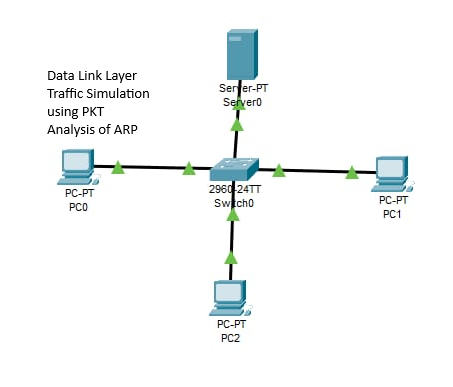 Data Link Layer
Traffic Simulation
using PKT
Analysis of ARP
Server-PT
Server0
PC-PT
PC0
2960-24TT
Switch0
PC-PT
PC1
PC-PT
PC2